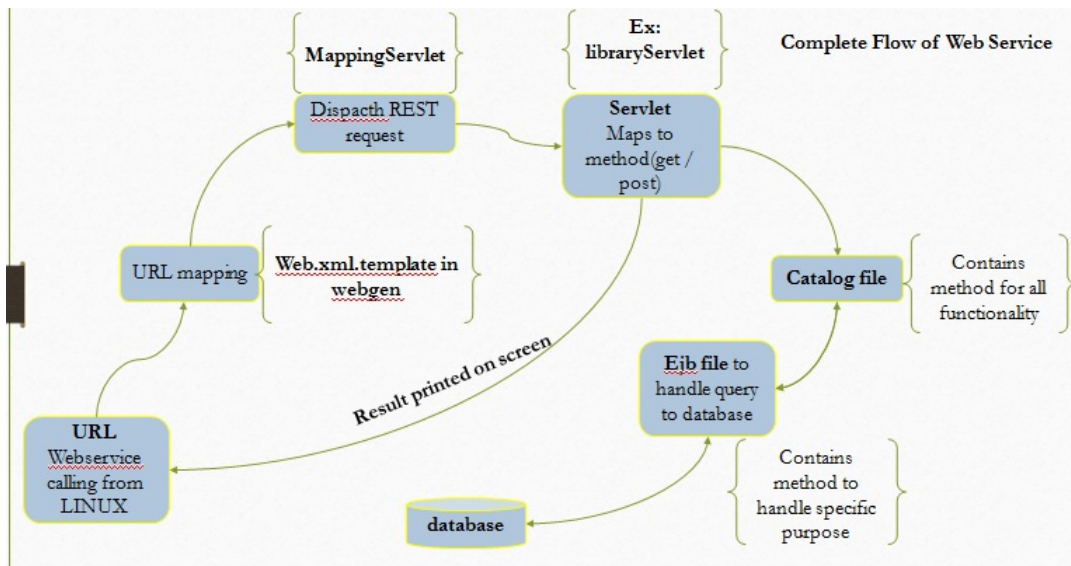 Complete Flow of Web Service
MappingServlet
Dispacth REST
request
Ex:
libraryServlet
Servlet
Maps to
method(get /
post)
URL mapping
Web.xml.template in
webgen
Catalog file
Contains
method for all
functionality
Result printed on screen
Ejb file to
handle query
to database
URL
Webservice
calling from
LINUX
database
Contains
method to
handle specific
purpose